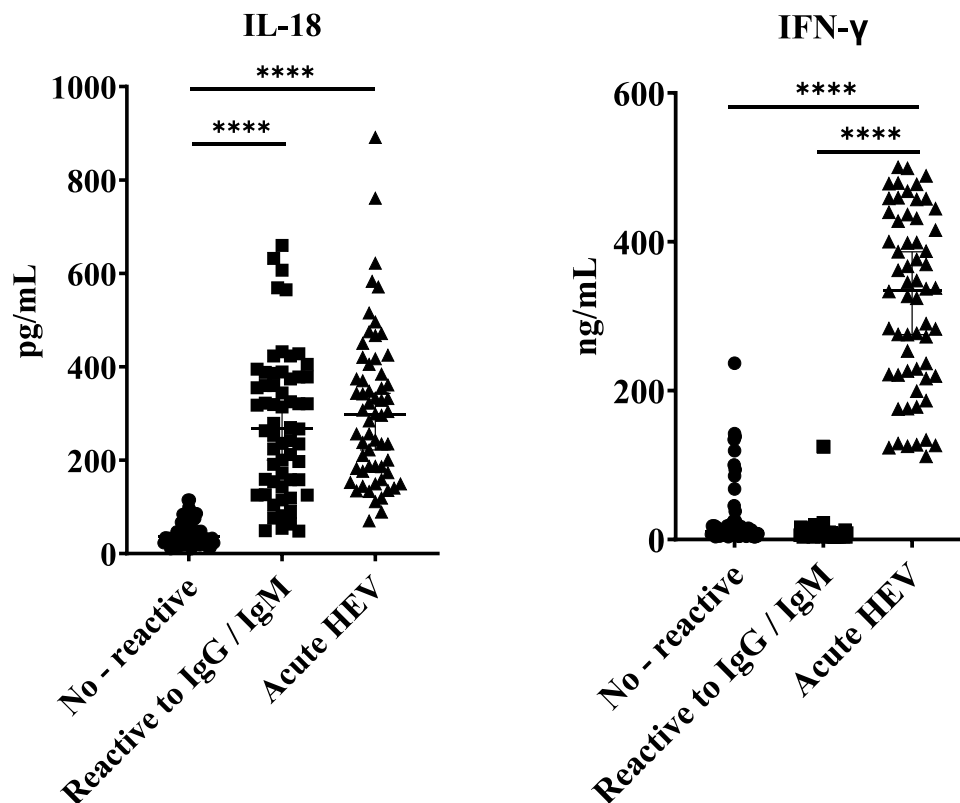 IL-18
****
****
1000
800
600
400
200
0
pg/mL
No - reactive
Reactive to IgG / IgM
Acute HEV
IFN-γ
****
****
600
400
200
0
ng/mL
No - reactive
Reactive to IgG / IgM
Acute HEV